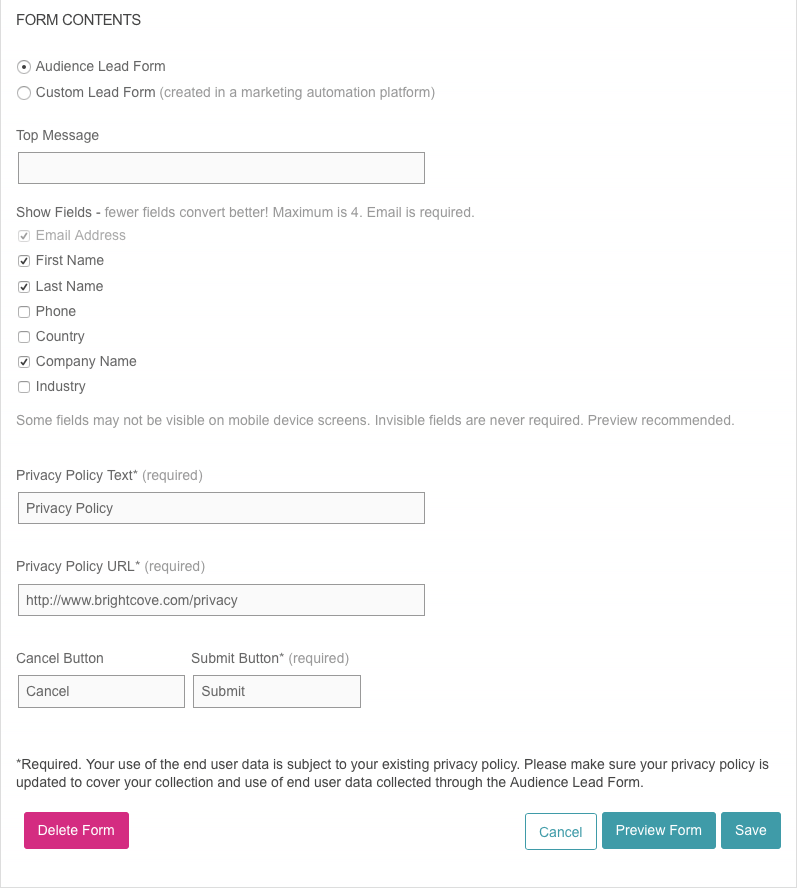 FORM CONTENTS
Audience Lead Form
Custom Lead Form (created in a marketing automation platform)
Top Message
Show Fields - fewer fields convert better! Maximum is 4. Email is required.
Email Address
First Name
Last Name
Phone
Country
Company Name
Industry
Some fields may not be visible on mobile device screens. Invisible fields are never required. Preview recommended.
Privacy Policy Text* (required)
Privacy Policy
Privacy Policy URL* (required)
http://www.brightcove.com/privacy
Cancel Button Submit Button* (required)
Cancel Submit
*Required. Your use of the end user data is subject to your existing privacy policy. Please make sure your privacy policy is
updated to cover your collection and use of end user data collected through the Audience Lead Form.
Delete Form Cancel Preview Form Save